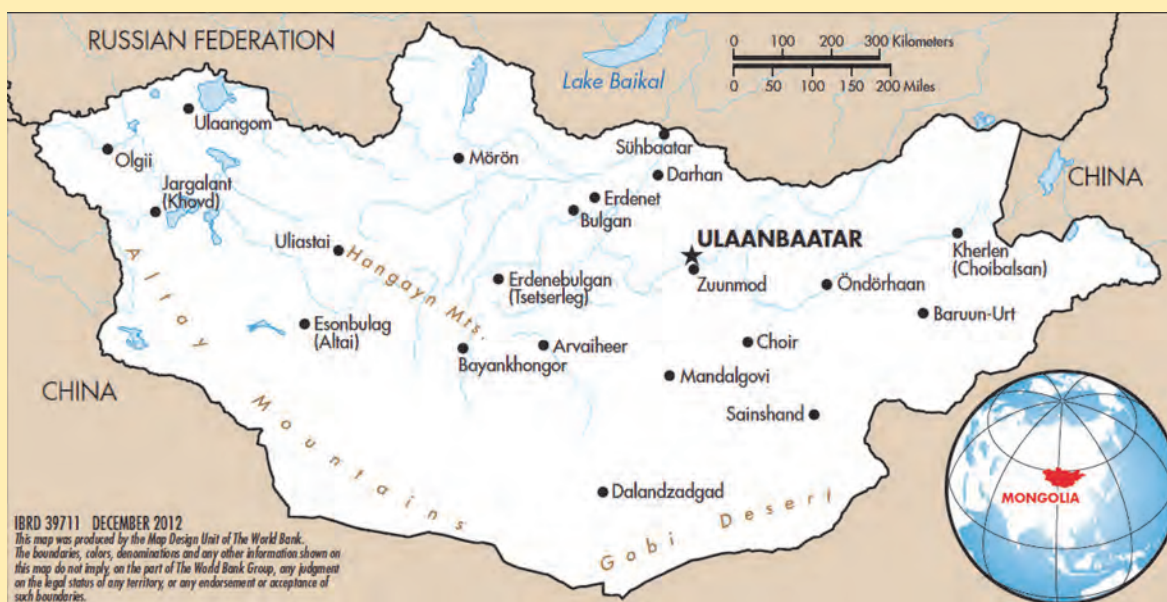 RUSSIAN FEDERATION
Lake Baikal
0 100 200 300 Kilometers
0 50 100 150 200 Miles
Ulaangom
Olgii
Jargalant
(Khovd)
Mörön
Sühbaatar
Darhan
Erdenet
Bulgan
CHINA
Uliastai
ULAANBAATAR
Zuunmod
Kherlen
(Choibalsan)
Öndörhaan
Erdenebulgan
(Tsetserleg)
Hangayn Mts.
Baruun-Urt
Esonbulag
(Altai)
Bayankhongor
Arvaiheer
Choir
Mandalgovi
CHINA
Altay Mountains
Sainshand
Dalandzadgad
Gobi Desert
MONGOLIA
IBRD 39711 DECEMBER 2012
This map was produced by the Map Design Unit of The World Bank.
The boundaries, colors, denominations and any other information shown on
this map do not imply, on the part of The World Bank Group, any judgment
on the legal status of any territory, or any endorsement or acceptance of
such boundaries.